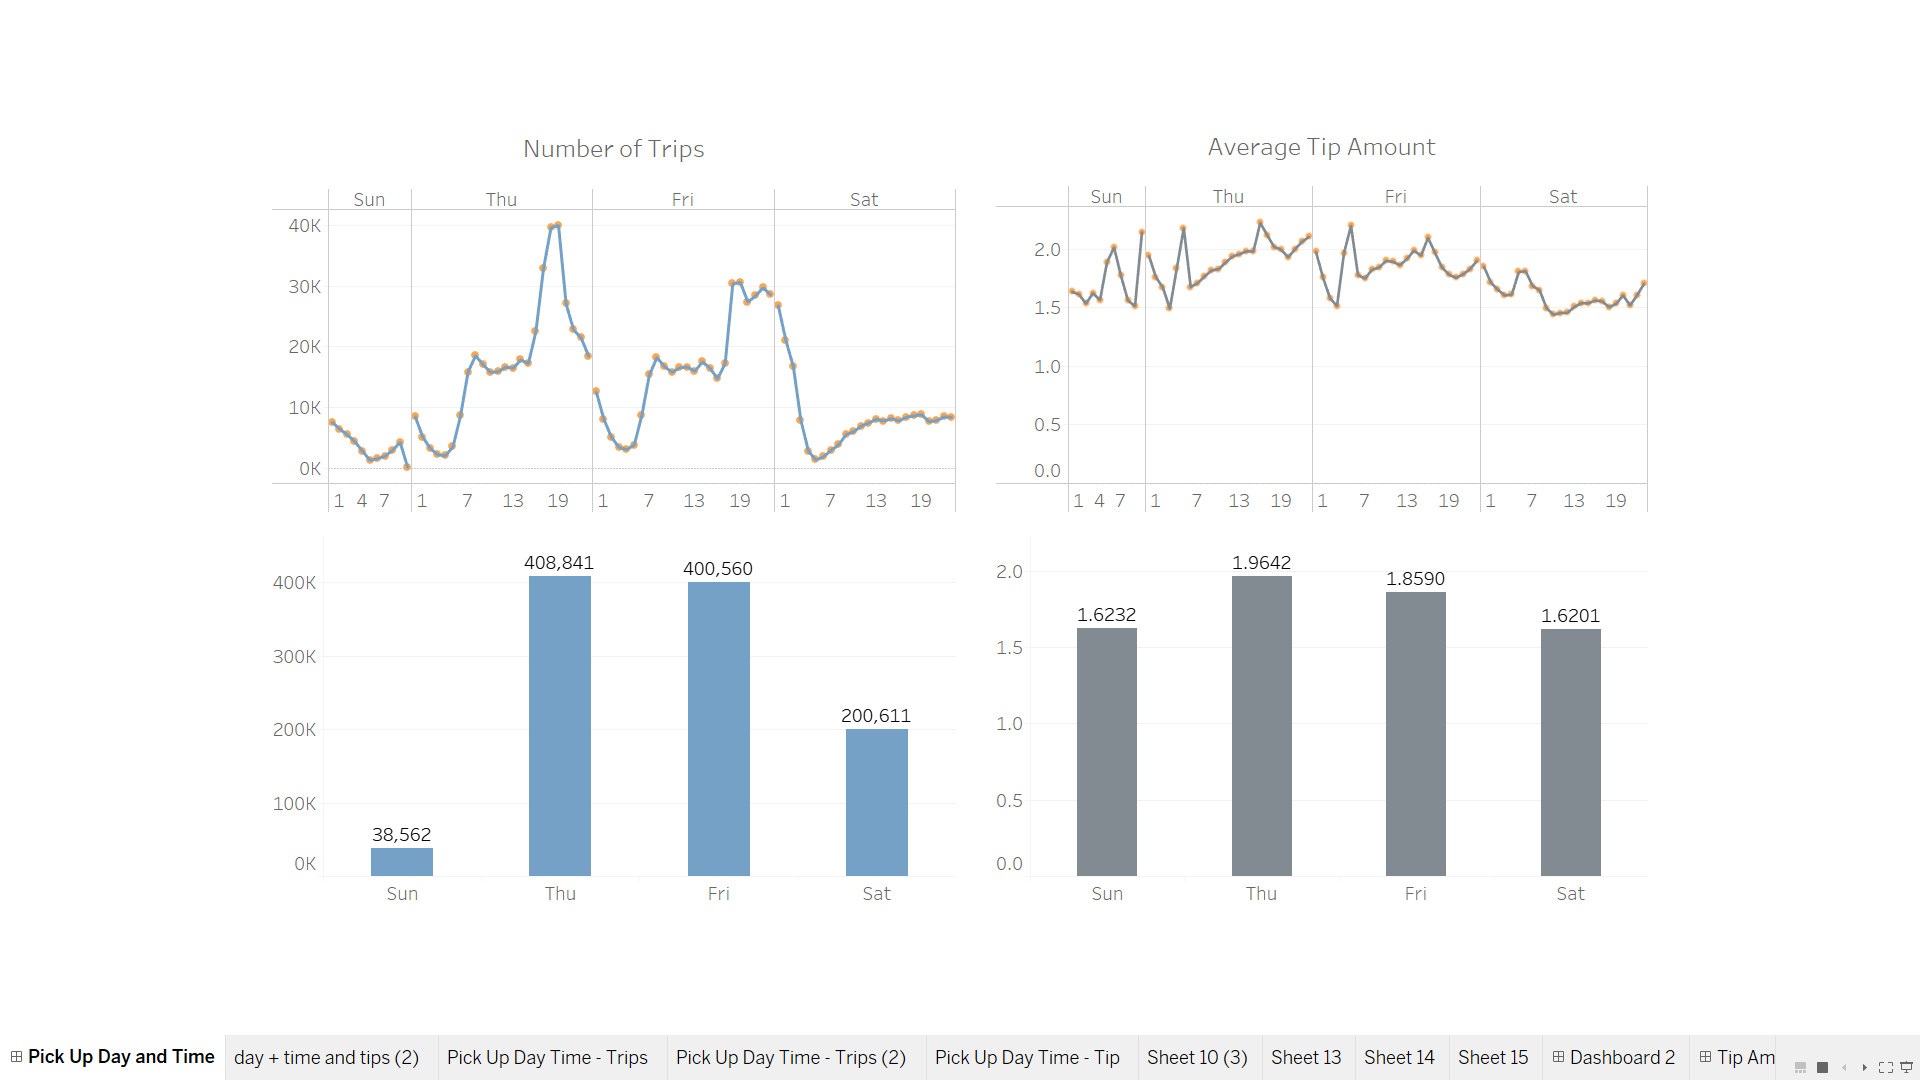 Number of Trips
Sun Thu Fri Sat
40K
30K
20K
10K
0K
1 4 7 1 7 13 19 1 7 13 19 1 7 13 19
Average Tip Amount
Sun Thu Fri Sat
2.0
1.5
1.0
0.5
0.0
1 4 7 1 7 13 19 1 7 13 19 1 7 13 19
400K
300K
200K
100K
0K
38,562
408,841
400,560
200,611
Sun Thu Fri Sat
2.0
1.5
1.0
0.5
0.0
1.6232
1.9642
1.8590
1.6201
Sun Thu Fri Sat
Pick Up Day and Time day + time and tips (2) Pick Up Day Time - Trips Pick Up Day Time - Trips (2) Pick Up Day Time - Tip Sheet 10 (3) Sheet 13 Sheet 14 Sheet 15 Dashboard 2 Tip Am